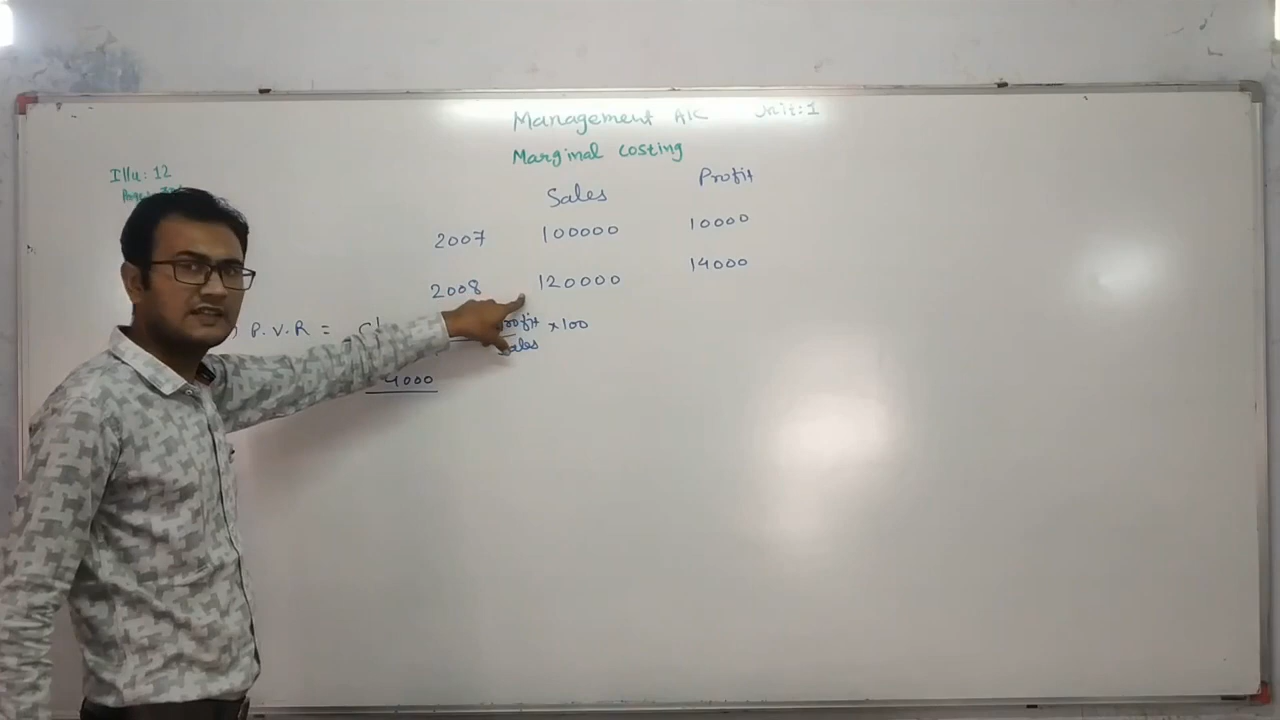 Management A/C Unit:1
Marginal costing
Illu: 12
Sales Profit
2007 100000 10000
2008 120000 14000
P.V.R = Profit ×100
Sales
4000